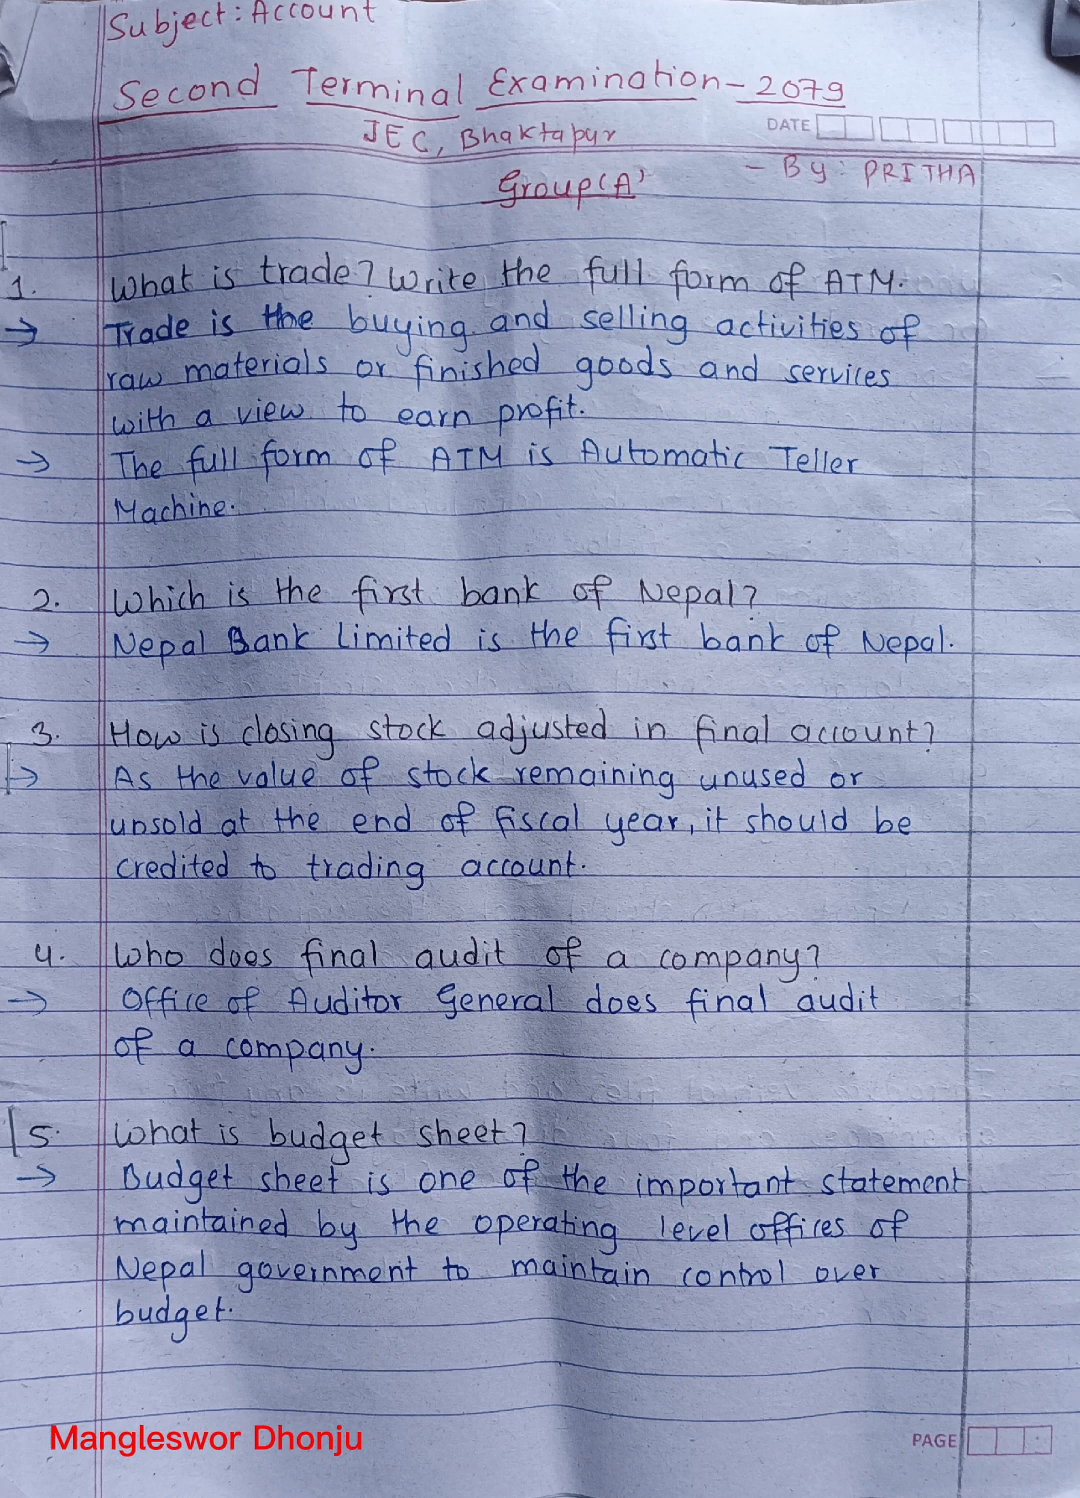 Subject: Account
Second Terminal Examination-2079
JEC, Bhaktapur
DATE
- By: PRITHA
Group 'A'
1. What is trade? Write the full form of ATM.
→ Trade is the buying and selling activities of
raw materials or finished goods and services
with a view to earn profit.
→ The full form of ATM is Automatic Teller
Machine.
2. Which is the first bank of Nepal?
→ Nepal Bank Limited is the first bank of Nepal.
3. How is closing stock adjusted in final account?
→ As the value of stock remaining unused or
unsold at the end of fiscal year, it should be
credited to trading account.
4. Who does final audit of a company?
→ Office of Auditor General does final audit
of a company.
5. What is budget sheet?
→ Budget sheet is one of the important statement
maintained by the operating level offices of
Nepal government to maintain control over
budget.
Mangleswor Dhonju
PAGE